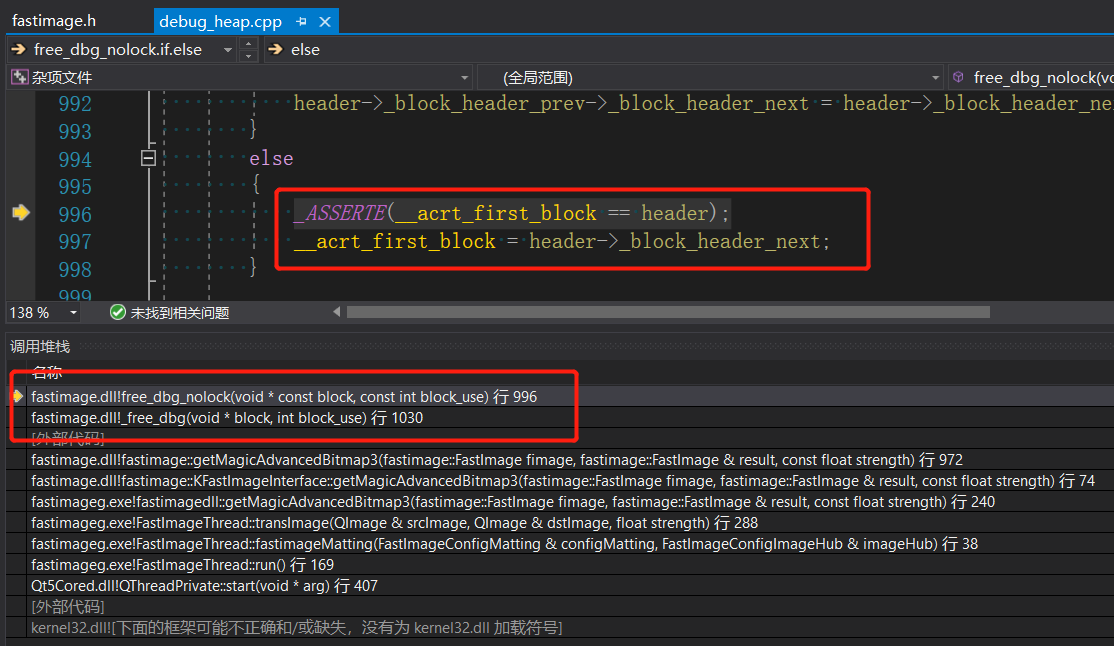 fastimage.h debug_heap.cpp
free_dbg_nolock.if.else else
杂项文件 (全局范围) free_dbg_nolock(vo
992 header->_block_header_prev->_block_header_next = header->_block_header_ne
993 }
994 else
995 {
996 _ASSERTE(__acrt_first_block == header);
997 __acrt_first_block = header->_block_header_next;
998 }
999
138 % 未找到相关问题
调用堆栈
名称
fastimage.dll!free_dbg_nolock(void * const block, const int block_use) 行 996
fastimage.dll!_free_dbg(void * block, int block_use) 行 1030
[外部代码]
fastimage.dll!fastimage::getMagicAdvancedBitmap3(fastimage::FastImage fimage, fastimage::FastImage & result, const float strength) 行 972
fastimage.dll!fastimage::KFastImageInterface::getMagicAdvancedBitmap3(fastimage::FastImage fimage, fastimage::FastImage & result, const float strength) 行 74
fastimageg.exe!fastimagedll::getMagicAdvancedBitmap3(fastimage::FastImage fimage, fastimage::FastImage & result, const float strength) 行 240
fastimageg.exe!FastImageThread::transImage(QImage & srcImage, QImage & dstImage, float strength) 行 288
fastimageg.exe!FastImageThread::fastimageMatting(FastImageConfigMatting & configMatting, FastImageConfigImageHub & imageHub) 行 38
fastimageg.exe!FastImageThread::run() 行 169
Qt5Cored.dll!QThreadPrivate::start(void * arg) 行 407
[外部代码]
kernel32.dll![下面的框架可能不正确和/或缺失，没有为 kernel32.dll 加载符号]